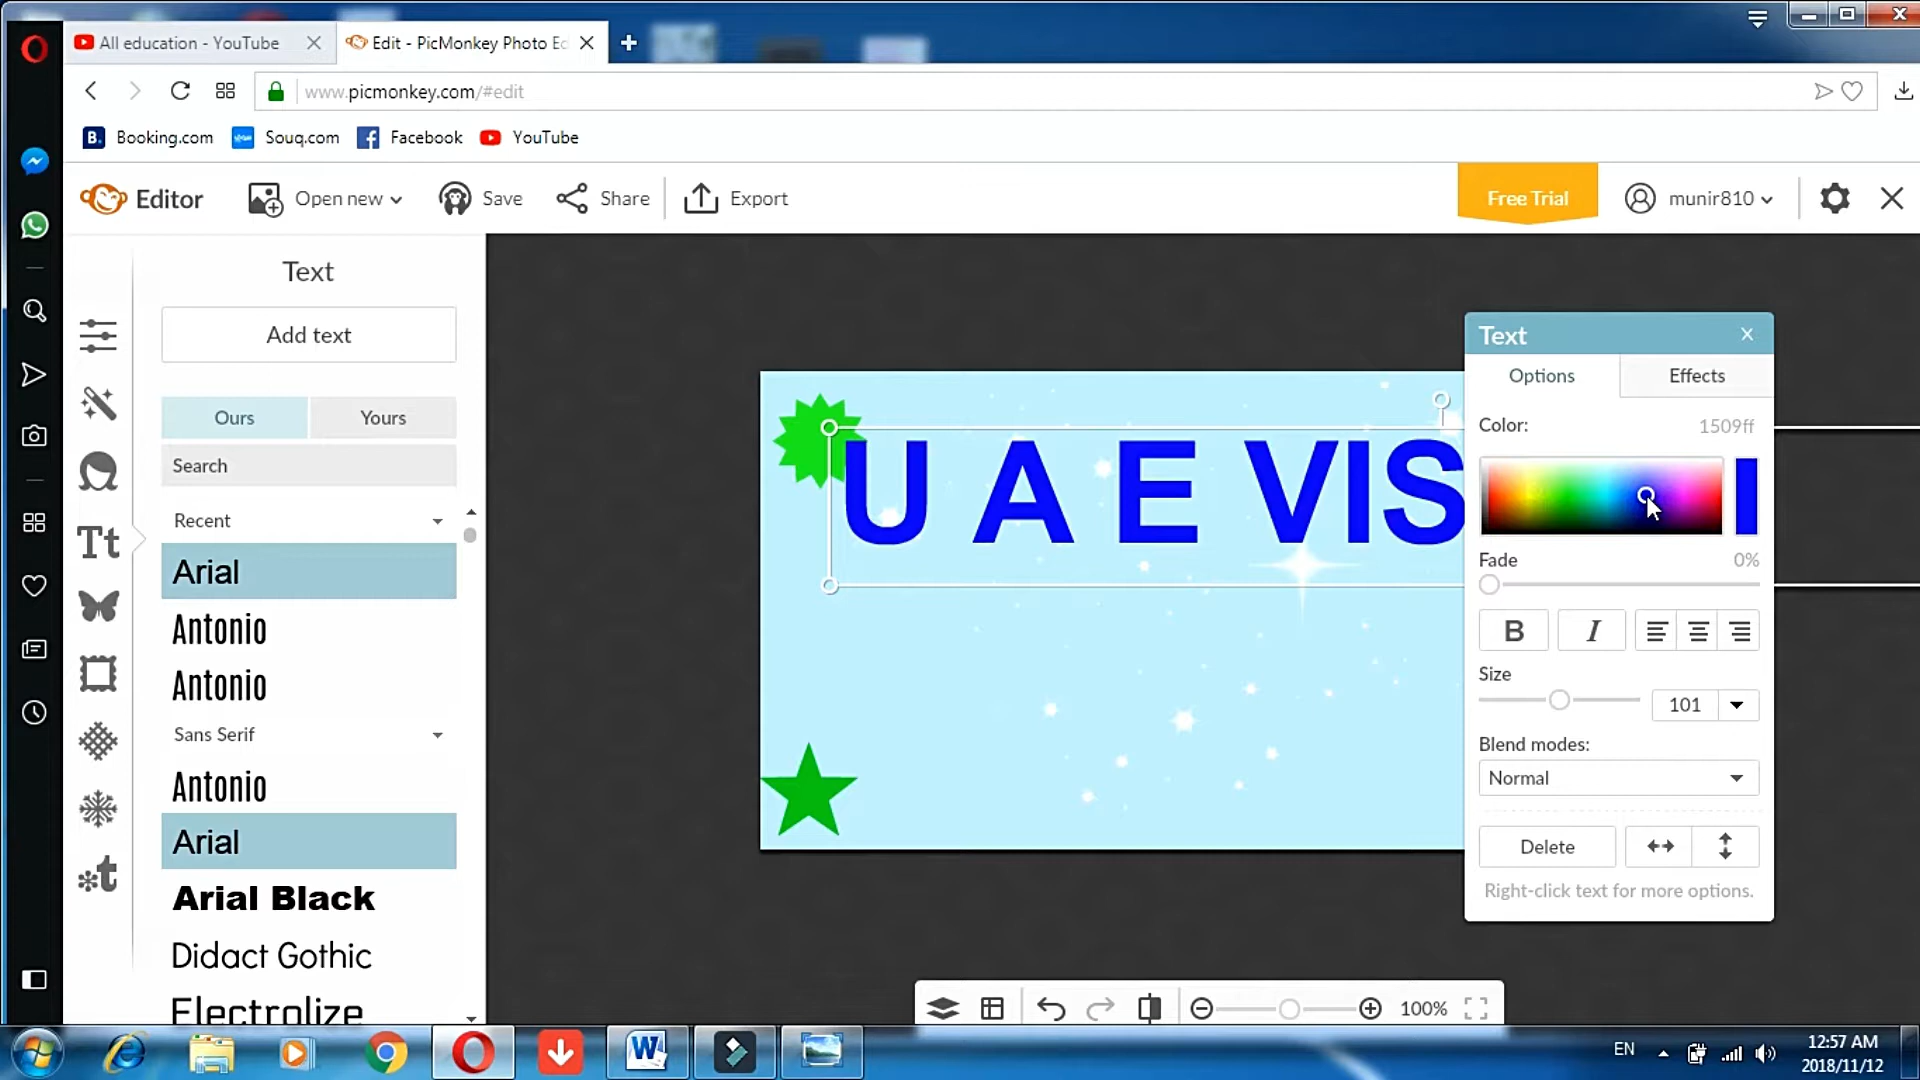 All education - YouTube
Edit - PicMonkey Photo Ed
www.picmonkey.com/#edit
B. Booking.com
Souq.com
Facebook
YouTube
Editor
Open new
Save
Share
Export
Free Trial
munir810
Text
Add text
Ours
Yours
Search
Recent
Arial
Antonio
Antonio
Sans Serif
Antonio
Arial
Arial Black
Didact Gothic
Electrolize
Tt
t
U A E VIS
Text
Options
Effects
Color:
1509ff
Fade
0%
B
I
Size
101
Blend modes:
Normal
Delete
Right-click text for more options.
100%
W
EN
12:57 AM
2018/11/12